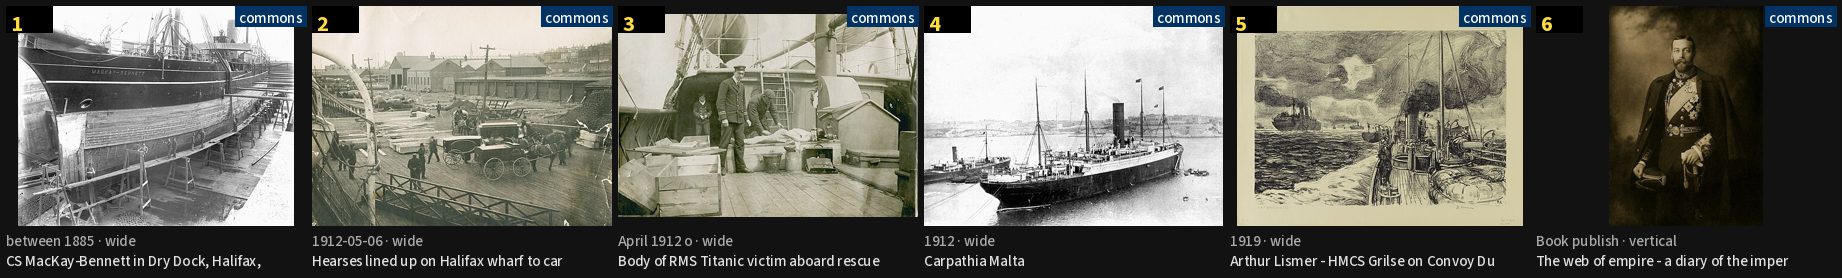 1
commons
2
commons
3
commons
4
commons
5
commons
6
commons
MACKAY-BENNETT
between 1885 · wide
CS MacKay-Bennett in Dry Dock, Halifax,
1912-05-06 · wide
Hearses lined up on Halifax wharf to car
April 1912 o · wide
Body of RMS Titanic victim aboard rescue
1912 · wide
Carpathia Malta
1919 · wide
Arthur Lismer - HMCS Grilse on Convoy Du
Book publish · vertical
The web of empire - a diary of the imper